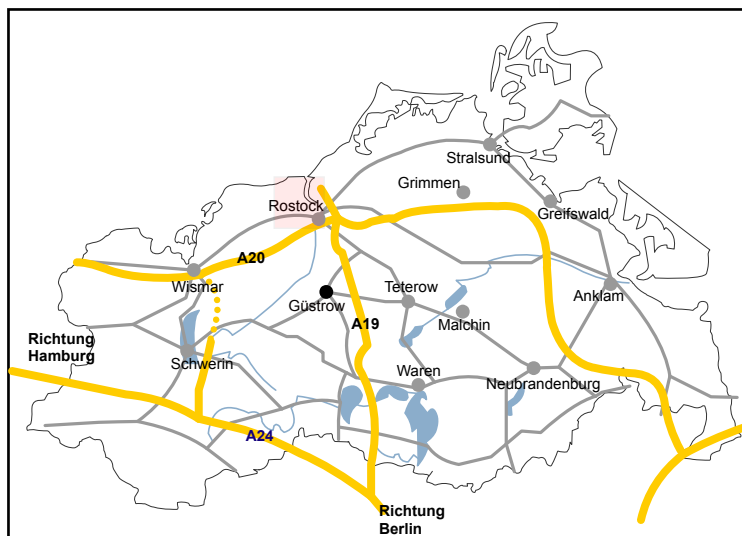 Stralsund
Grimmen
Rostock
Greifswald
A20
Wismar
Teterow
Anklam
Güstrow
A19
Malchin
Richtung
Hamburg
Schwerin
Waren
Neubrandenburg
A24
Richtung
Berlin